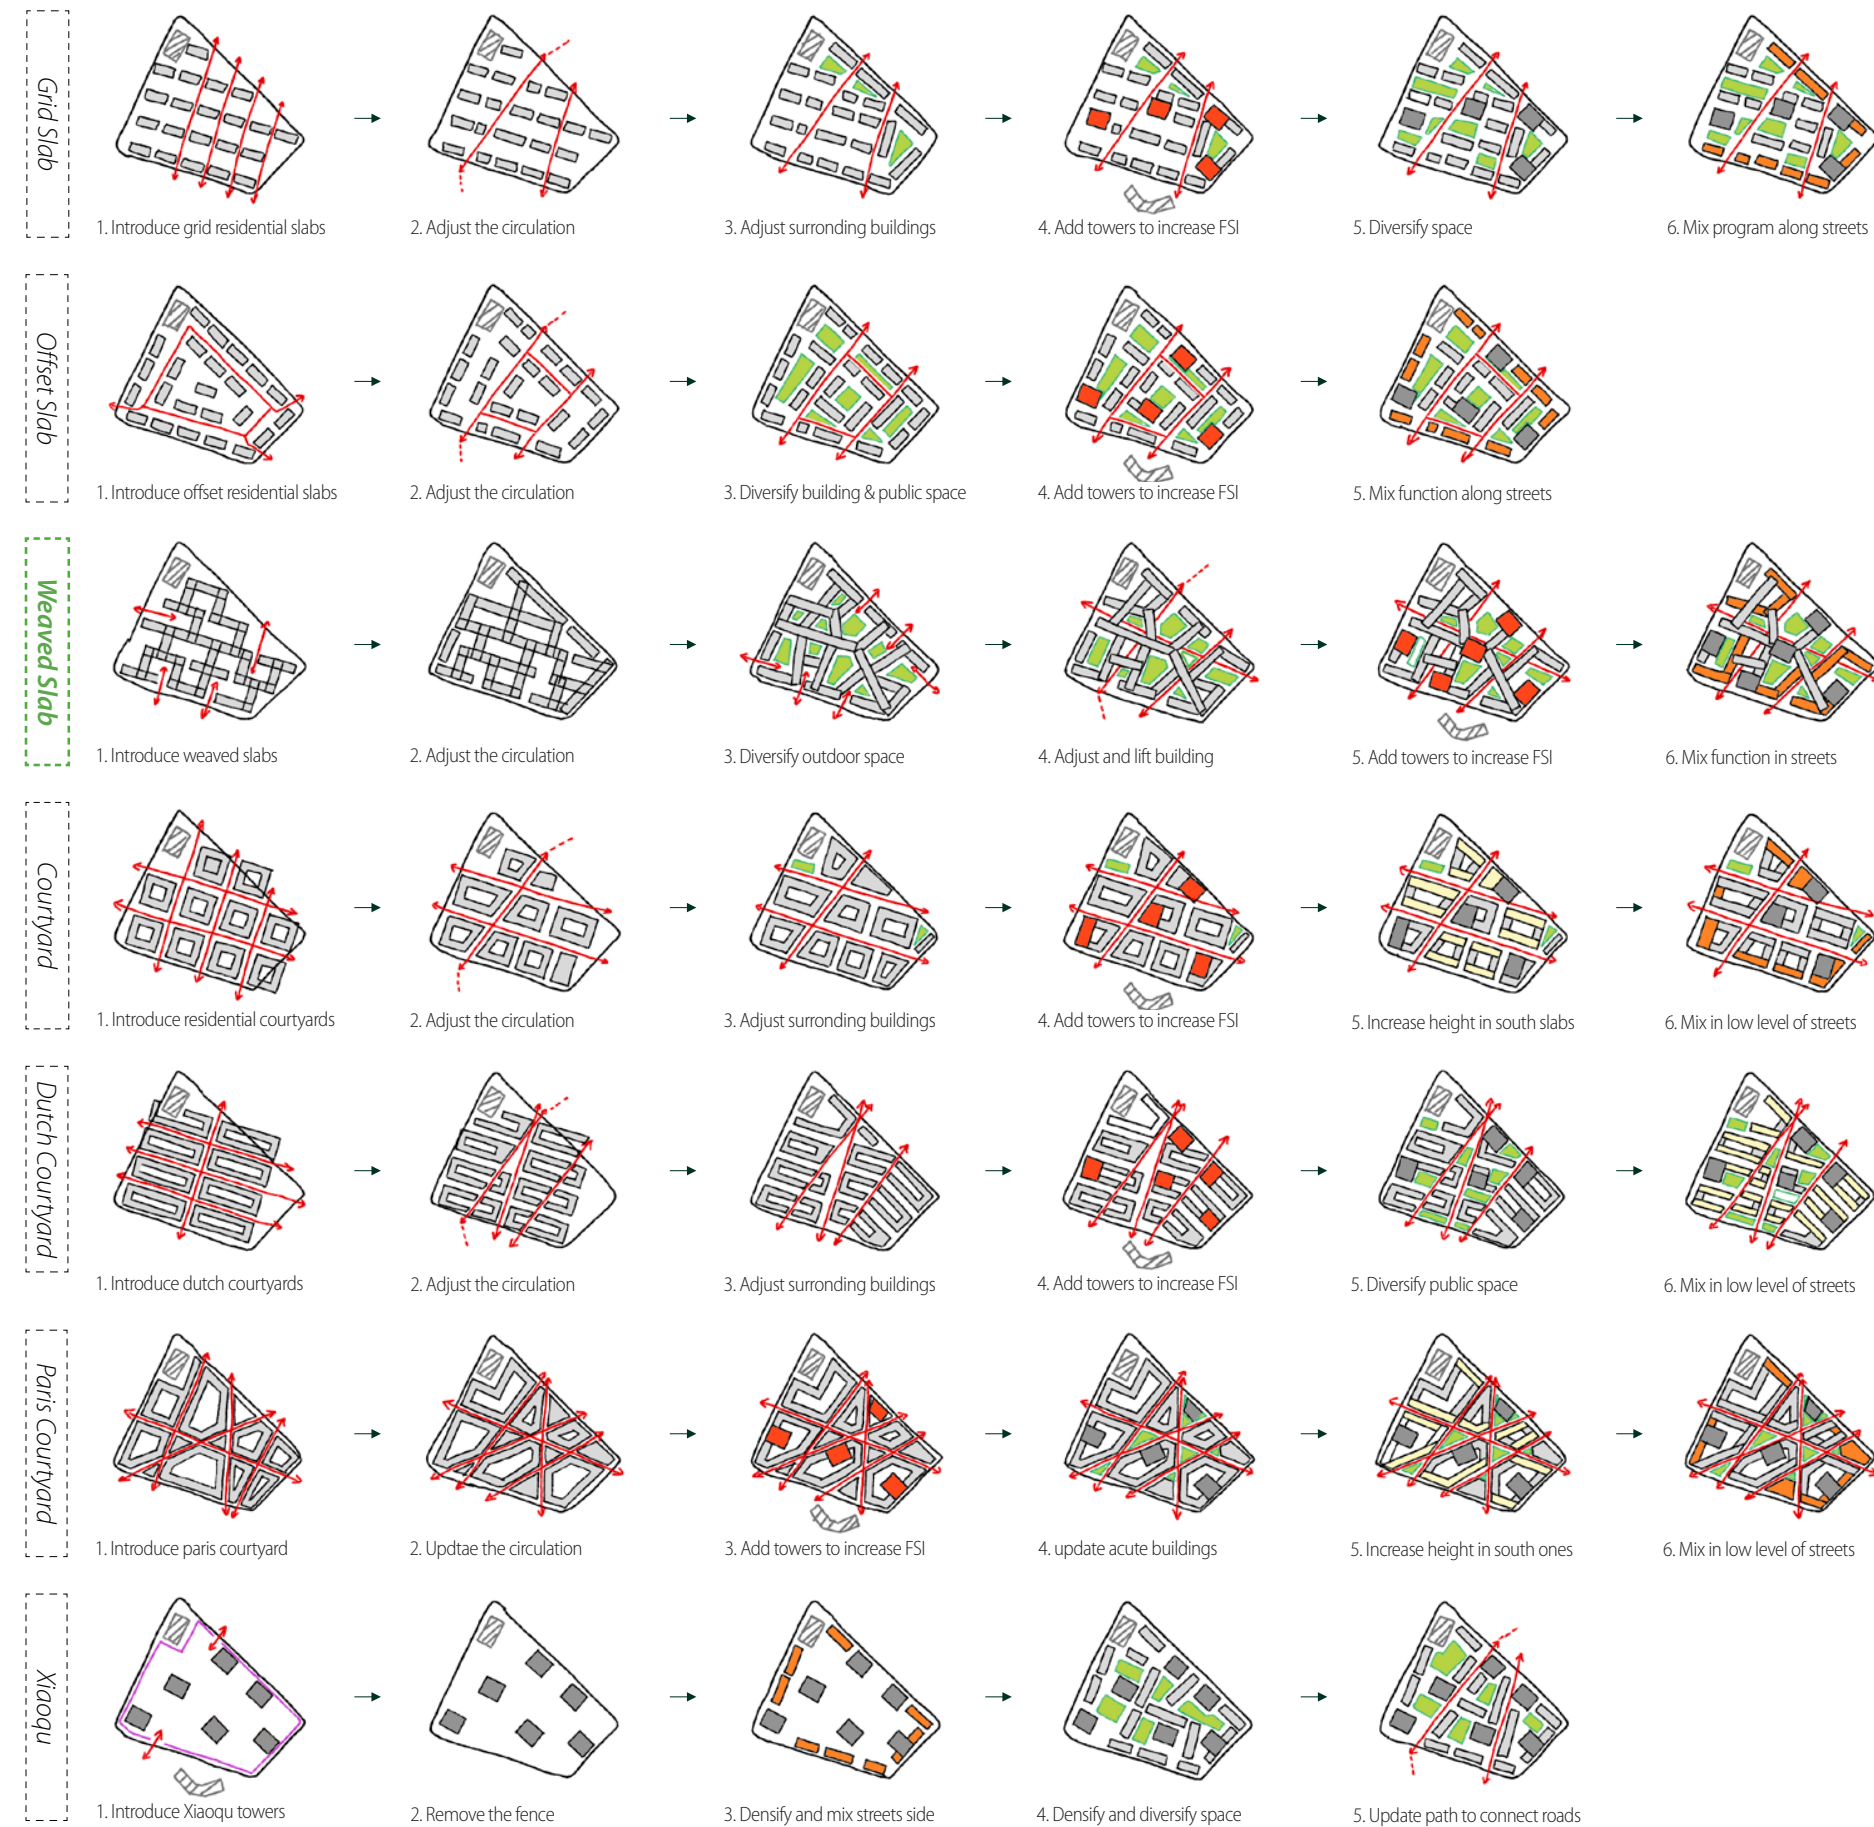 Grid Slab
1. Introduce grid residential slabs
2. Adjust the circulation
3. Adjust surronding buildings
4. Add towers to increase FSI
5. Diversify space
6. Mix program along streets
Offset Slab
1. Introduce offset residential slabs
2. Adjust the circulation
3. Diversify building & public space
4. Add towers to increase FSI
5. Mix function along streets
Weaved Slab
1. Introduce weaved slabs
2. Adjust the circulation
3. Diversify outdoor space
4. Adjust and lift building
5. Add towers to increase FSI
6. Mix function in streets
Courtyard
1. Introduce residential courtyards
2. Adjust the circulation
3. Adjust surronding buildings
4. Add towers to increase FSI
5. Increase height in south slabs
6. Mix in low level of streets
Dutch Courtyard
1. Introduce dutch courtyards
2. Adjust the circulation
3. Adjust surronding buildings
4. Add towers to increase FSI
5. Diversify public space
6. Mix in low level of streets
Paris Courtyard
1. Introduce paris courtyard
2. Updtae the circulation
3. Add towers to increase FSI
4. update acute buildings
5. Increase height in south ones
6. Mix in low level of streets
Xiaoqu
1. Introduce Xiaoqu towers
2. Remove the fence
3. Densify and mix streets side
4. Densify and diversify space
5. Update path to connect roads